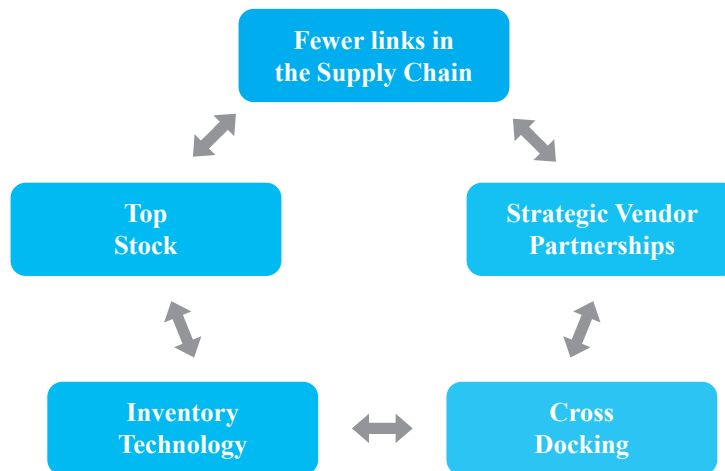 Fewer links in
the Supply Chain
Top
Stock
Strategic Vendor
Partnerships
Inventory
Technology
Cross
Docking